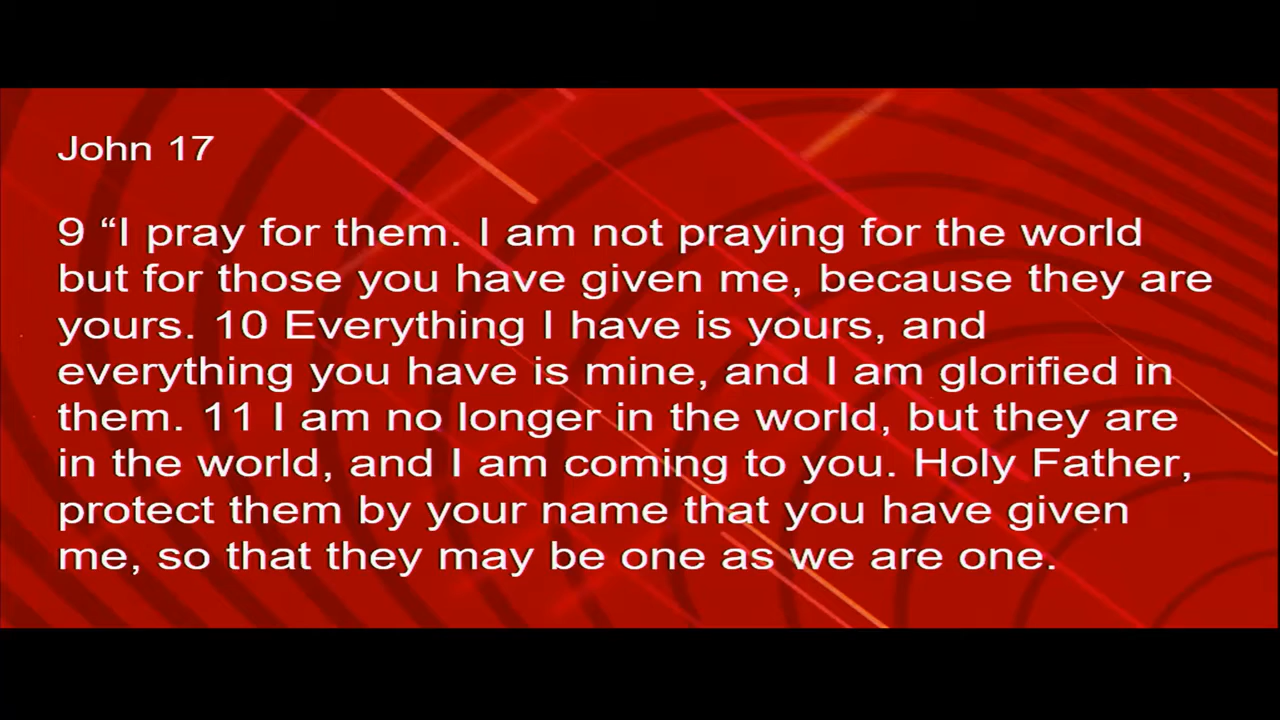 John 17
9 “I pray for them. I am not praying for the world
but for those you have given me, because they are
yours. 10 Everything I have is yours, and
everything you have is mine, and I am glorified in
them. 11 I am no longer in the world, but they are
in the world, and I am coming to you. Holy Father,
protect them by your name that you have given
me, so that they may be one as we are one.